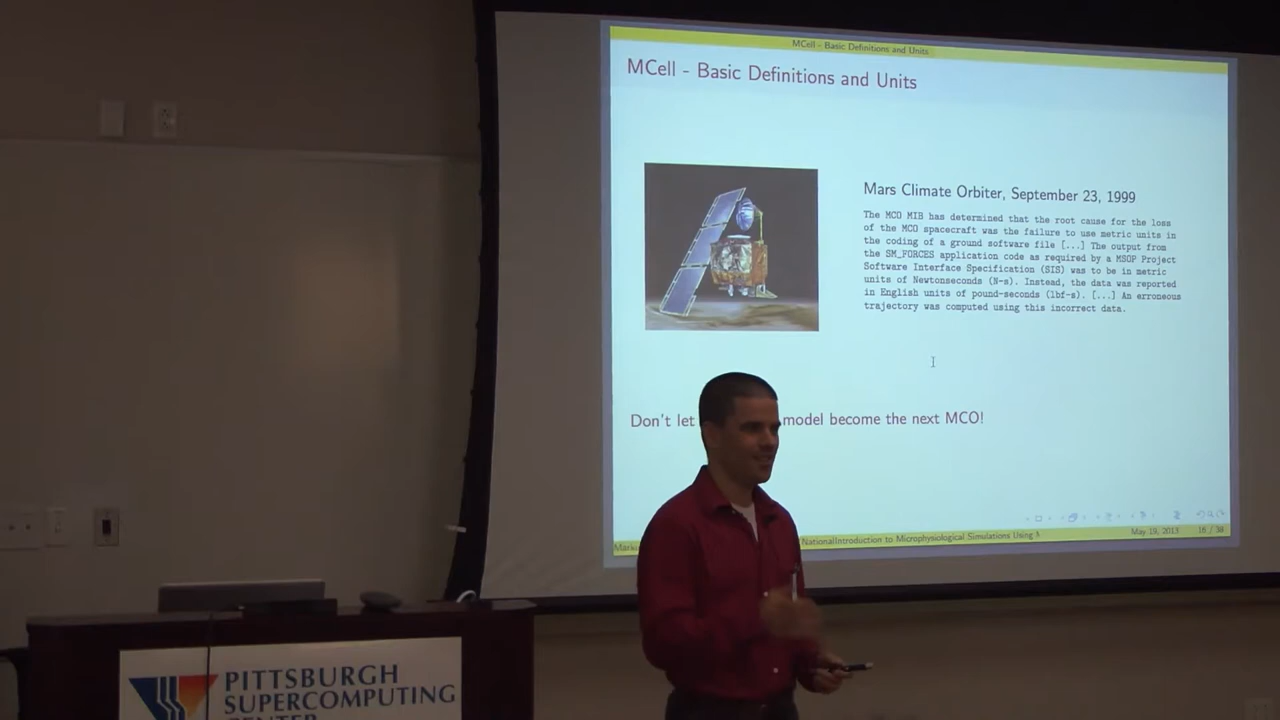 MCell - Basic Definitions and Units
MCell - Basic Definitions and Units
Mars Climate Orbiter, September 23, 1999
The MCO MIB has determined that the root cause for the loss
of the MCO spacecraft was the failure to use metric units in
the coding of a ground software file [...] The output from
the SM_FORCES application code as required by a MSOP Project
Software Interface Specification (SIS) was to be in metric
units of Newtonseconds (N-s). Instead, the data was reported
in English units of pound-seconds (lbf-s). [...] An erroneous
trajectory was computed using this incorrect data.
Don't let model become the next MCO!
NationalIntroduction to Microphysiological Simulations Using
May 19, 2013 16 / 38
PITTSBURGH
SUPERCOMPUTING
CENTER